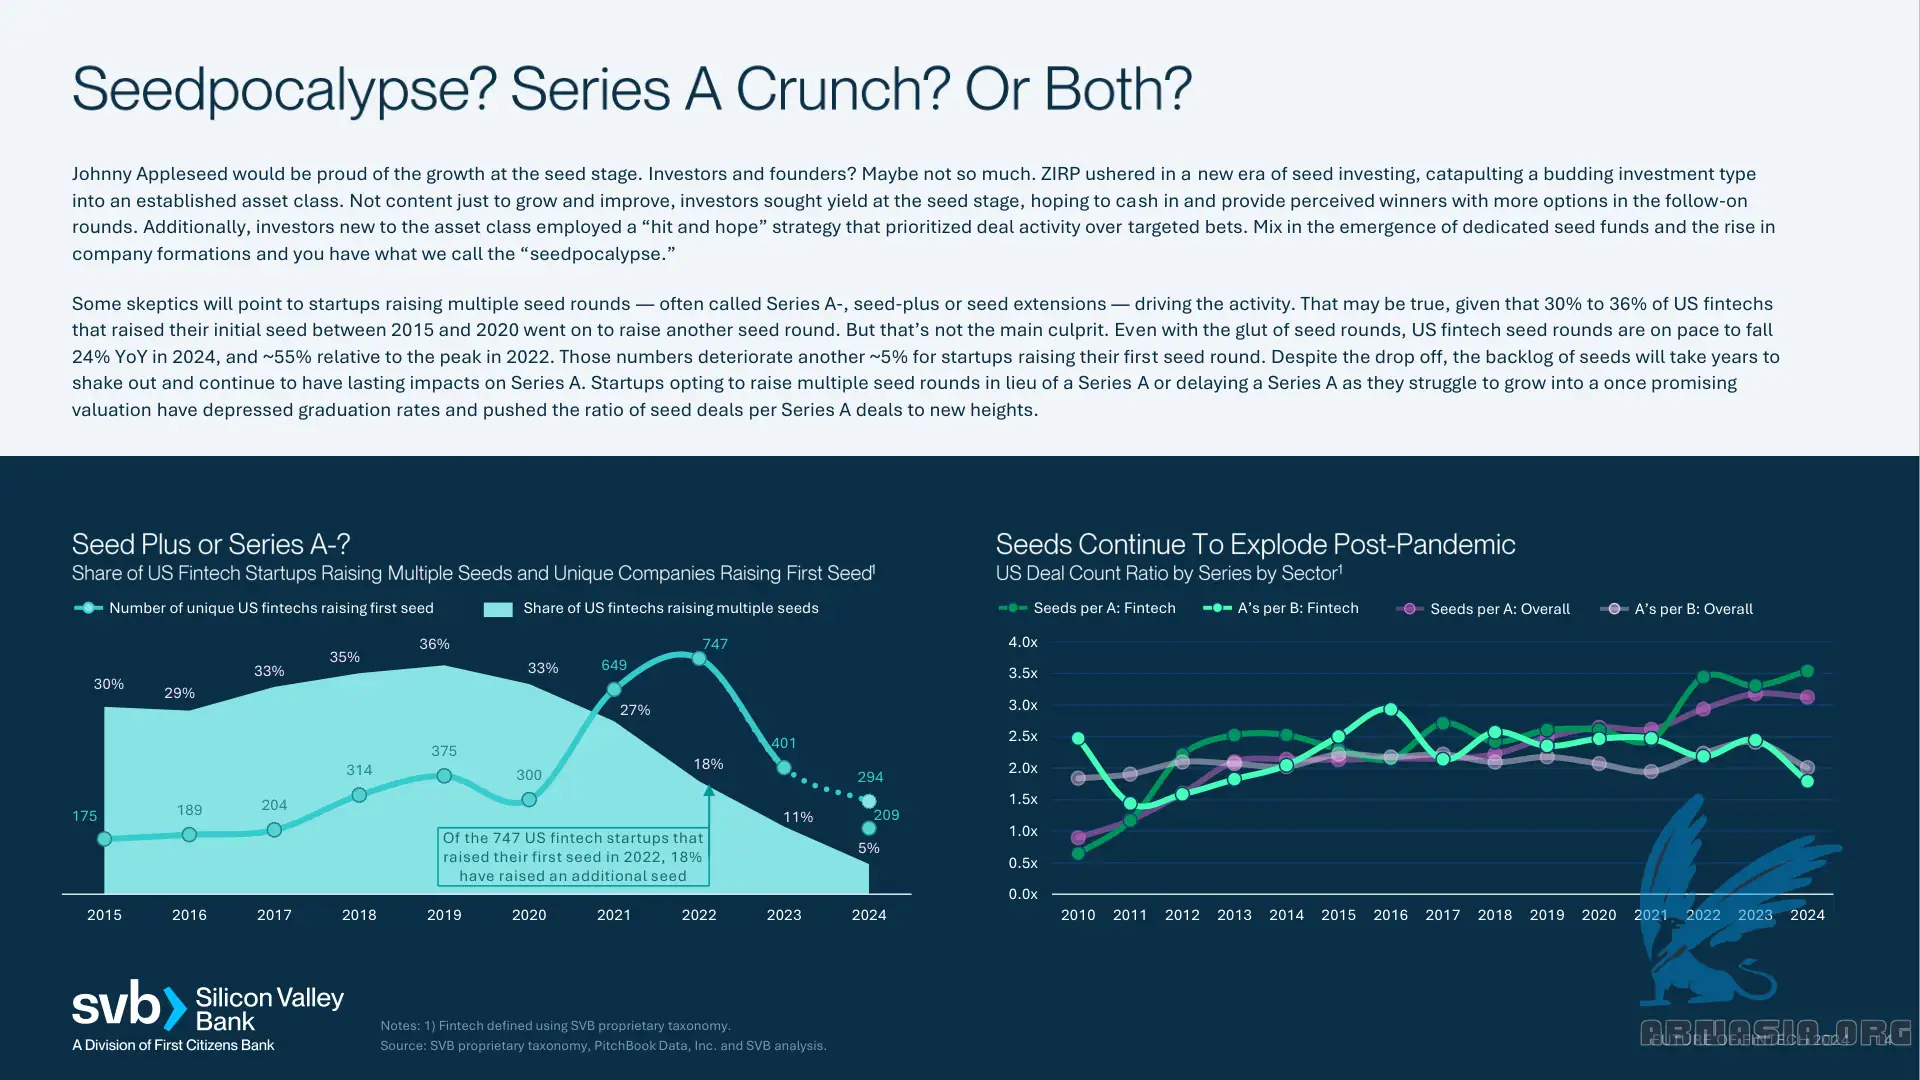 Seedpocalypse? Series A Crunch? Or Both?
Johnny Appleseed would be proud of the growth at the seed stage. Investors and founders? Maybe not so much. ZIRP ushered in a new era of seed investing, catapulting a budding investment type
into an established asset class. Not content just to grow and improve, investors sought yield at the seed stage, hoping to cash in and provide perceived winners with more options in the follow-on
rounds. Additionally, investors new to the asset class employed a “hit and hope” strategy that prioritized deal activity over targeted bets. Mix in the emergence of dedicated seed funds and the rise in
company formations and you have what we call the “seedpocalypse.”
Some skeptics will point to startups raising multiple seed rounds — often called Series A-, seed-plus or seed extensions — driving the activity. That may be true, given that 30% to 36% of US fintechs
that raised their initial seed between 2015 and 2020 went on to raise another seed round. But that’s not the main culprit. Even with the glut of seed rounds, US fintech seed rounds are on pace to fall
24% YoY in 2024, and ~55% relative to the peak in 2022. Those numbers deteriorate another ~5% for startups raising their first seed round. Despite the drop off, the backlog of seeds will take years to
shake out and continue to have lasting impacts on Series A. Startups opting to raise multiple seed rounds in lieu of a Series A or delaying a Series A as they struggle to grow into a once promising
valuation have depressed graduation rates and pushed the ratio of seed deals per Series A deals to new heights.
Seed Plus or Series A-?
Share of US Fintech Startups Raising Multiple Seeds and Unique Companies Raising First Seed¹
Number of unique US fintechs raising first seed
Share of US fintechs raising multiple seeds
30%
29%
33%
35%
36%
33%
27%
18%
11%
5%
175
189
204
314
375
300
649
747
401
294
209
Of the 747 US fintech startups that
raised their first seed in 2022, 18%
have raised an additional seed
2015 2016 2017 2018 2019 2020 2021 2022 2023 2024
Seeds Continue To Explode Post-Pandemic
US Deal Count Ratio by Series by Sector¹
Seeds per A: Fintech
A’s per B: Fintech
Seeds per A: Overall
A’s per B: Overall
4.0x
3.5x
3.0x
2.5x
2.0x
1.5x
1.0x
0.5x
0.0x
2010 2011 2012 2013 2014 2015 2016 2017 2018 2019 2020 2021 2022 2023 2024
svb Silicon Valley
Bank
A Division of First Citizens Bank
Notes: 1) Fintech defined using SVB proprietary taxonomy.
Source: SVB proprietary taxonomy, PitchBook Data, Inc. and SVB analysis.
FUTURE OF FINTECH 2024 14
ARMASIA.ORG